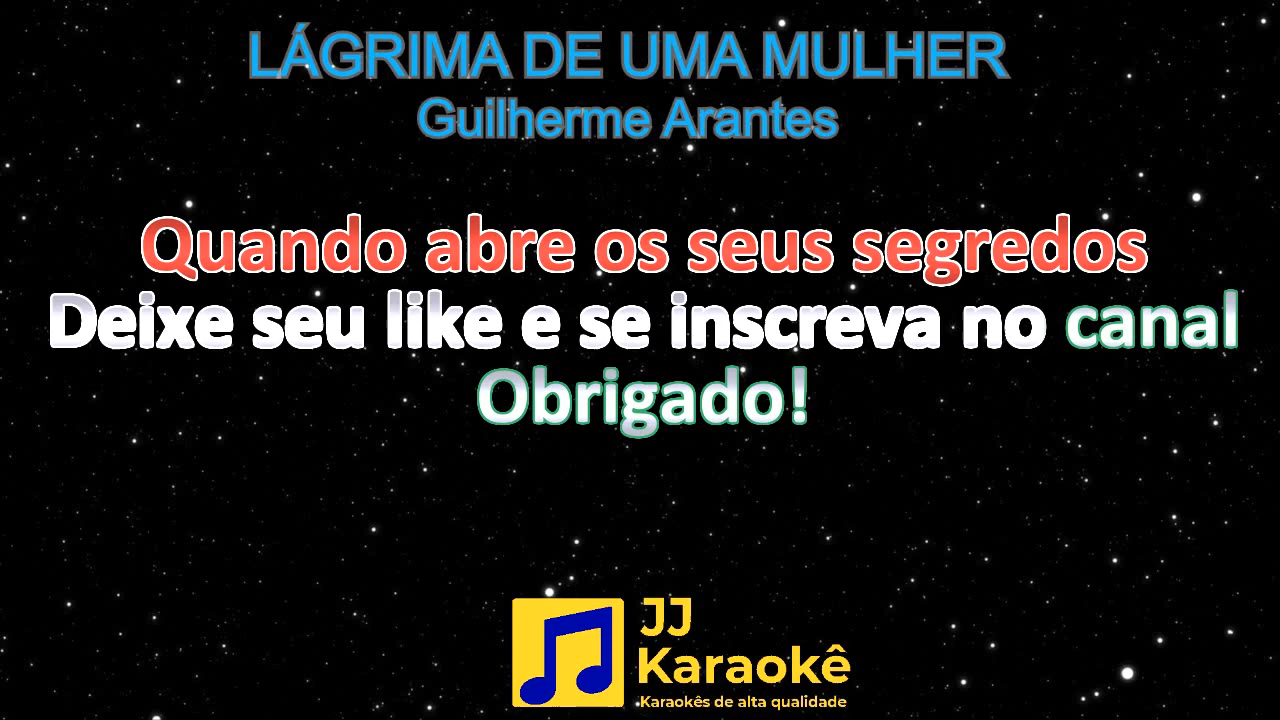 LÁGRIMA DE UMA MULHER
Guilherme Arantes
Quando abre os seus segredos
Deixe seu like e se inscreva no canal
Obrigado!
JJ
Karaokê
Karaokês de alta qualidade